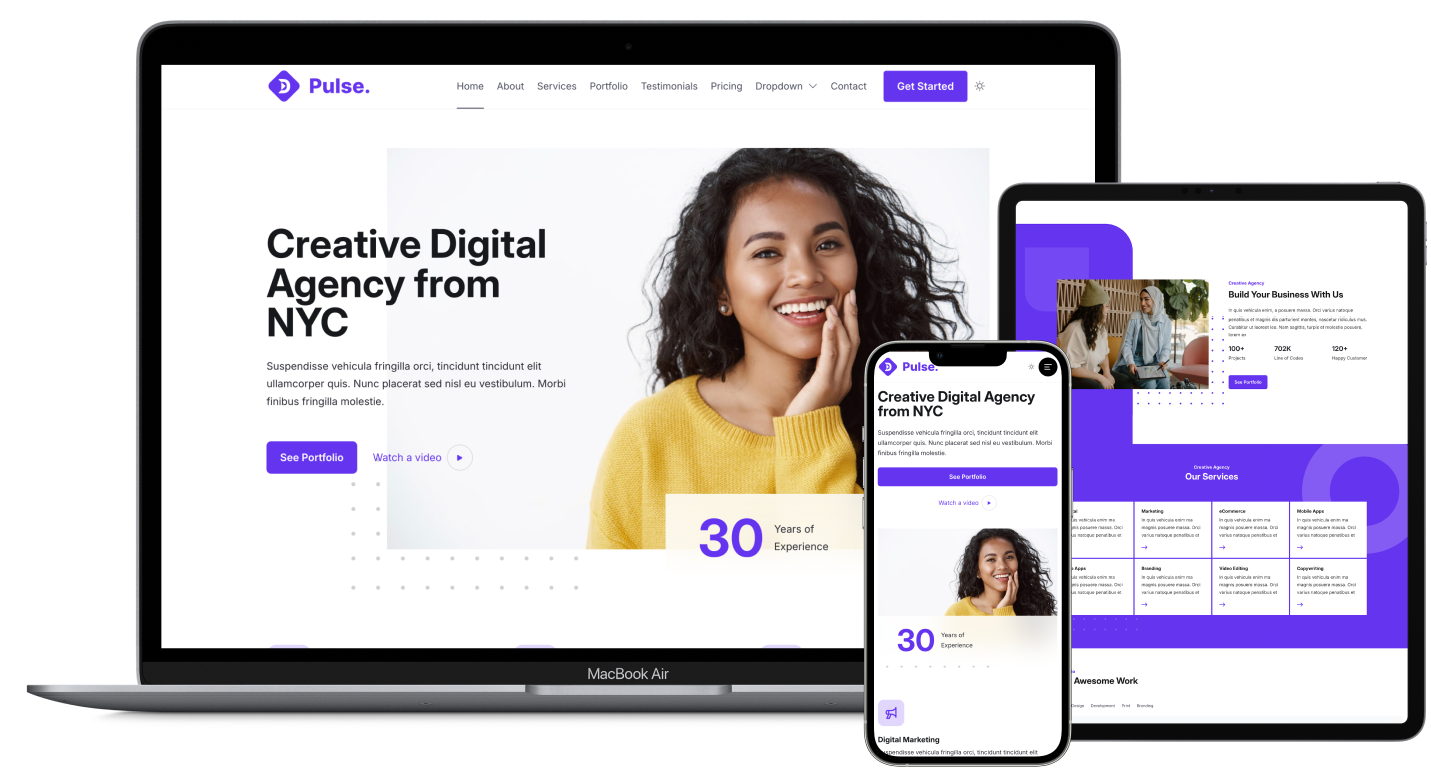 Pulse.
Home About Services Portfolio Testimonials Pricing Dropdown Contact Get Started
Creative Digital
Agency from
NYC
Suspendisse vehicula fringilla orci, tincidunt tincidunt elit
ullamcorper quis. Nunc placerat sed nisl eu vestibulum. Morbi
finibus fringilla molestie.
See Portfolio Watch a video
30 Years of
Experience
MacBook Air
Pulse.
Creative Digital Agency
from NYC
Suspendisse vehicula fringilla orci, tincidunt tincidunt elit
ullamcorper quis. Nunc placerat sed nisl eu vestibulum. Morbi
finibus fringilla molestie.
See Portfolio
Watch a video
30 Years of
Experience
Digital Marketing
Suspendisse vehicula fringilla orci, tincidunt tincidunt elit
Creative Agency
Build Your Business With Us
In quis vehicula enim, a posuere massa. Orci varius natoque
penatibus et magnis dis parturient montes, nascetur ridiculus mus.
Curabitur ut laoreet leo. Nam sagittis, turpis et molestie posuere,
lorem ex
100+ 702K 120+
Projects Line of Codes Happy Customer
See Portfolio
Creative Agency
Our Services
Marketing eCommerce Mobile Apps
In quis vehicula enim ma In quis vehicula enim ma In quis vehicula enim ma
magnis posuere massa. Orci magnis posuere massa. Orci magnis posuere massa. Orci
varius natoque penatibus et varius natoque penatibus et varius natoque penatibus et
Apps Branding Video Editing Copywriting
vehicula enim ma In quis vehicula enim ma In quis vehicula enim ma In quis vehicula enim ma
posuere massa. Orci magnis posuere massa. Orci magnis posuere massa. Orci magnis posuere massa. Orci
natoque penatibus et varius natoque penatibus et varius natoque penatibus et varius natoque penatibus et
Awesome Work
Design Development Print Branding